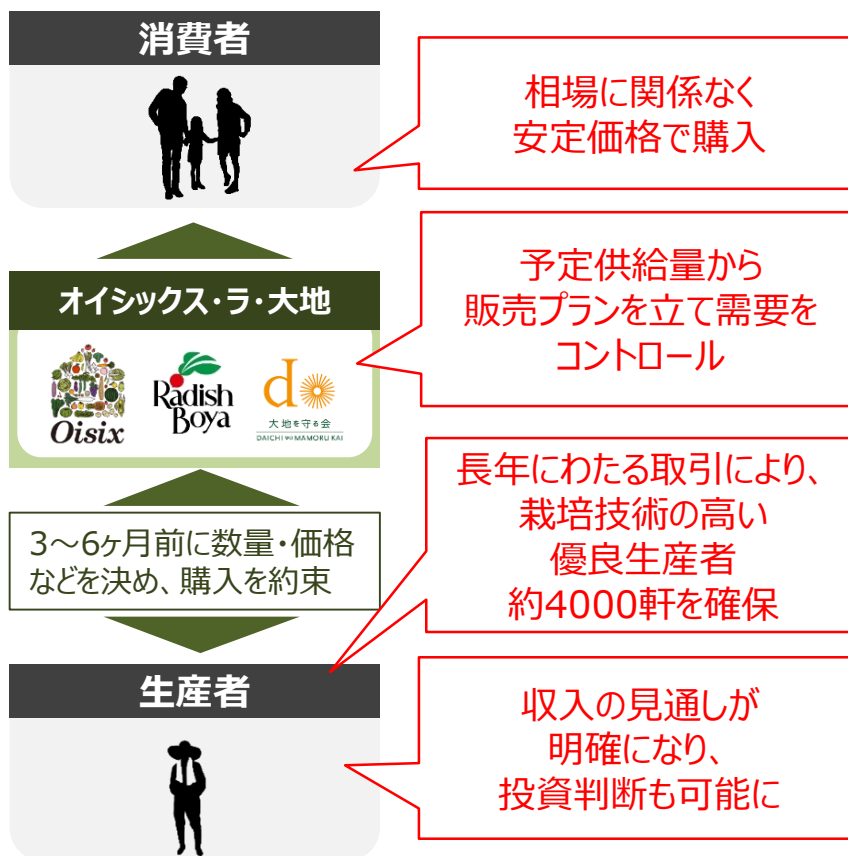 消費者
相場に関係なく
安定価格で購入
オイシックス・ラ・大地
Oisix
Radish
Boya
d
大地を守る会
DAICHI WO MAMORU KAI
予定供給量から
販売プランを立て需要を
コントロール
3～6ヶ月前に数量・価格
などを決め、購入を約束
長年にわたる取引により、
栽培技術の高い
優良生産者
約4000軒を確保
生産者
収入の見通しが
明確になり、
投資判断も可能に